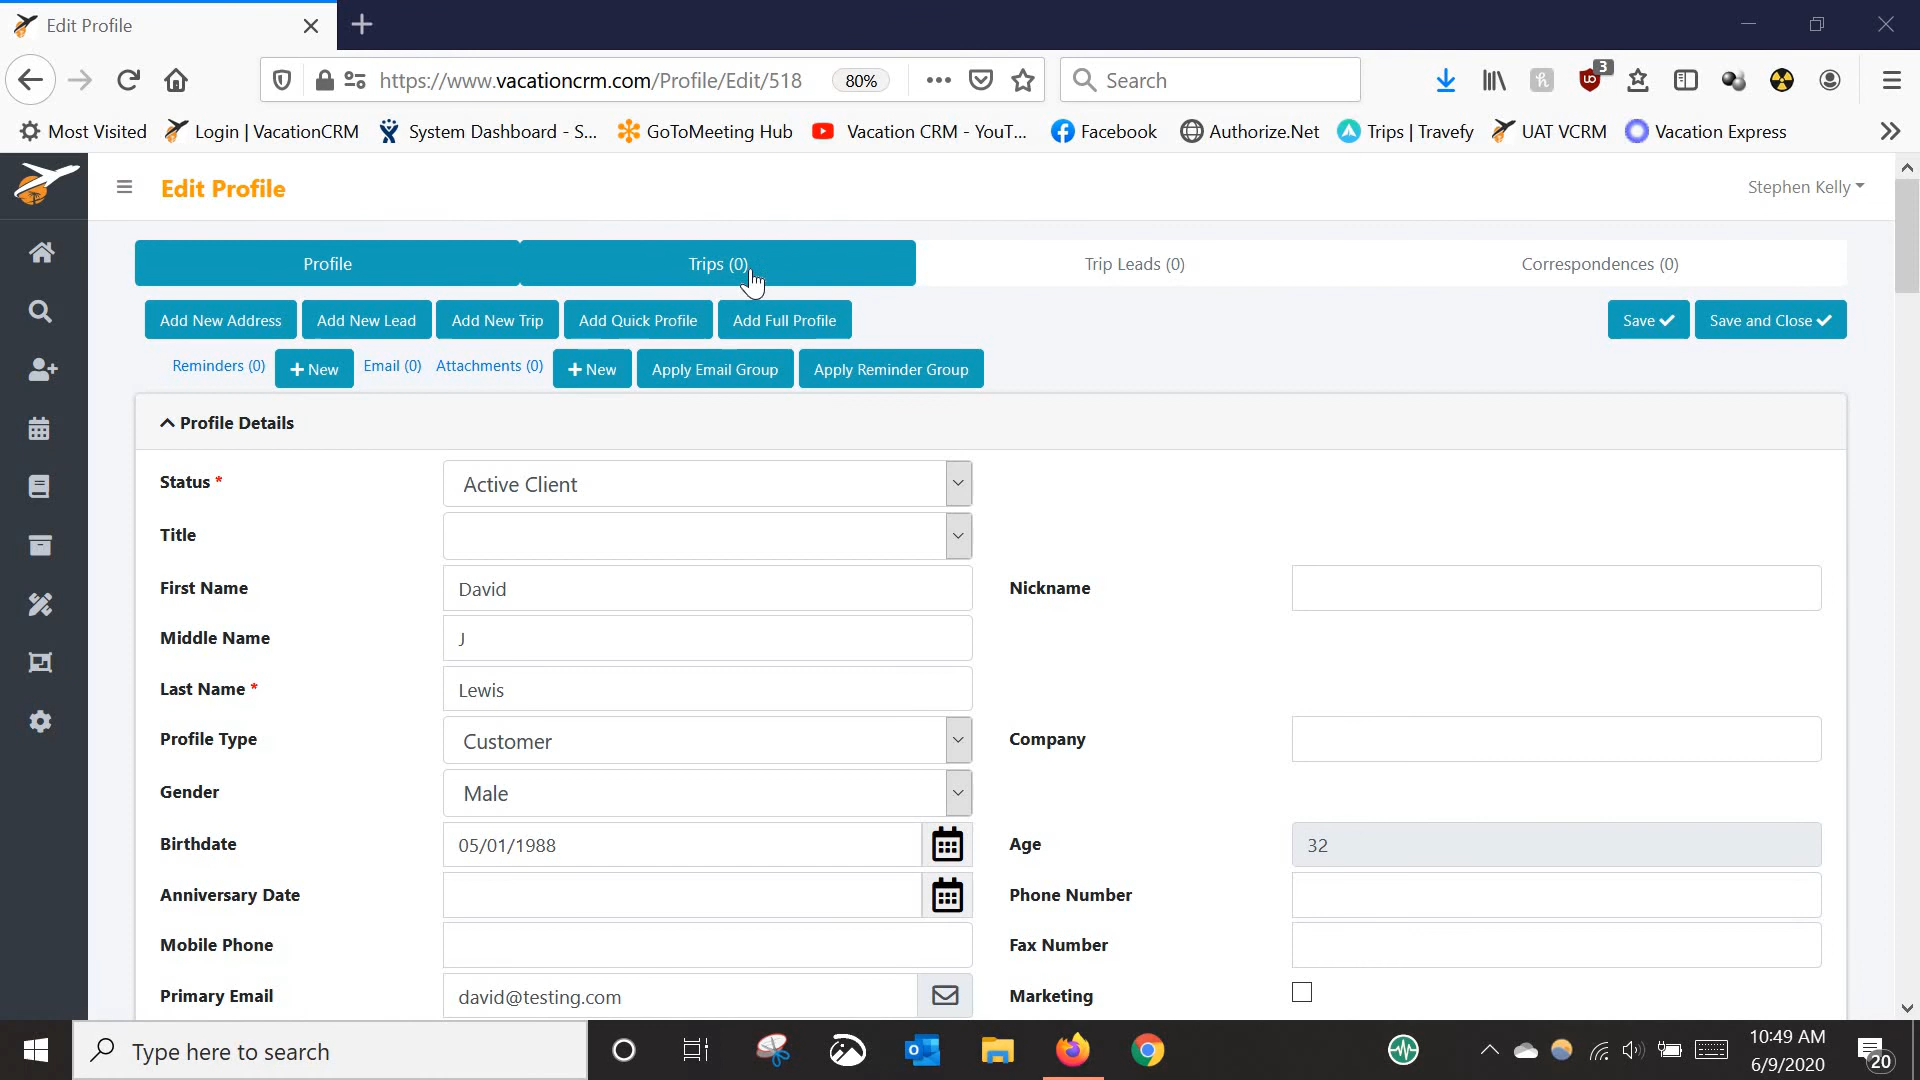 Edit Profile
https://www.vacationcrm.com/Profile/Edit/518
80%
Search
3
Most Visited
Login | VacationCRM
System Dashboard - S...
GoToMeeting Hub
Vacation CRM - YouT...
Facebook
Authorize.Net
Trips | Travefy
UAT VCRM
Vacation Express
Edit Profile
Stephen Kelly
Profile
Trips (0)
Trip Leads (0)
Correspondences (0)
Add New Address
Add New Lead
Add New Trip
Add Quick Profile
Add Full Profile
Save
Save and Close
Reminders (0)
New
Email (0)
Attachments (0)
New
Apply Email Group
Apply Reminder Group
Profile Details
Status *
Active Client
Title
First Name
David
Nickname
Middle Name
J
Last Name *
Lewis
Profile Type
Customer
Company
Gender
Male
Birthdate
05/01/1988
Age
32
Anniversary Date
Phone Number
Mobile Phone
Fax Number
Primary Email
david@testing.com
Marketing
Type here to search
10:49 AM
6/9/2020
20